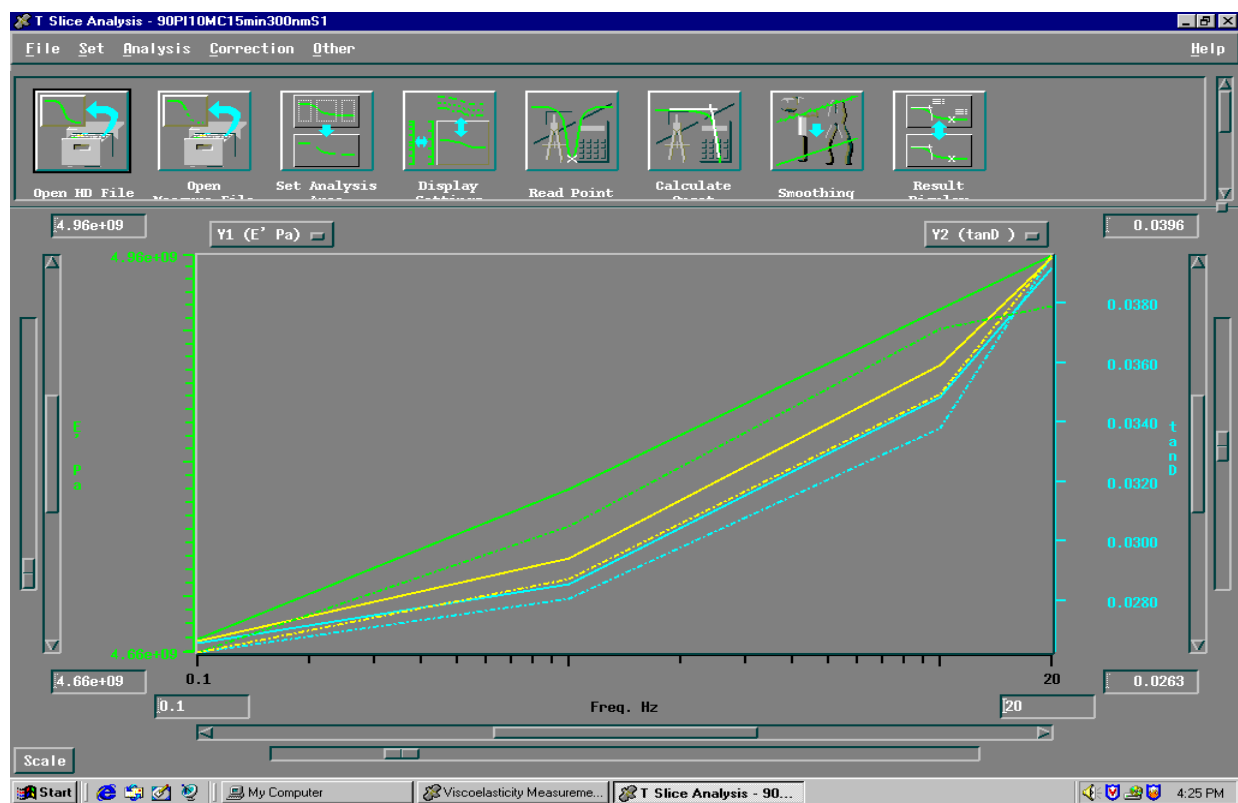 T Slice Analysis - 90PI10MC15min300nmS1
File Set Analysis Correction Other Help
Open HD File
Open
Set Analysis
Display
Read Point
Calculate
Smoothing
Result
4.96e+09
Y1 (E' Pa)
Y2 (tanD )
0.0396
4.96e+09
0.0380
0.0360
0.0340
0.0320
0.0300
0.0280
E' Pa
tanD
4.66e+09
4.66e+09
0.1
20
0.0263
0.1
Freq. Hz
20
Scale
Start
My Computer
Viscoelasticity Measureme...
T Slice Analysis - 90...
4:25 PM